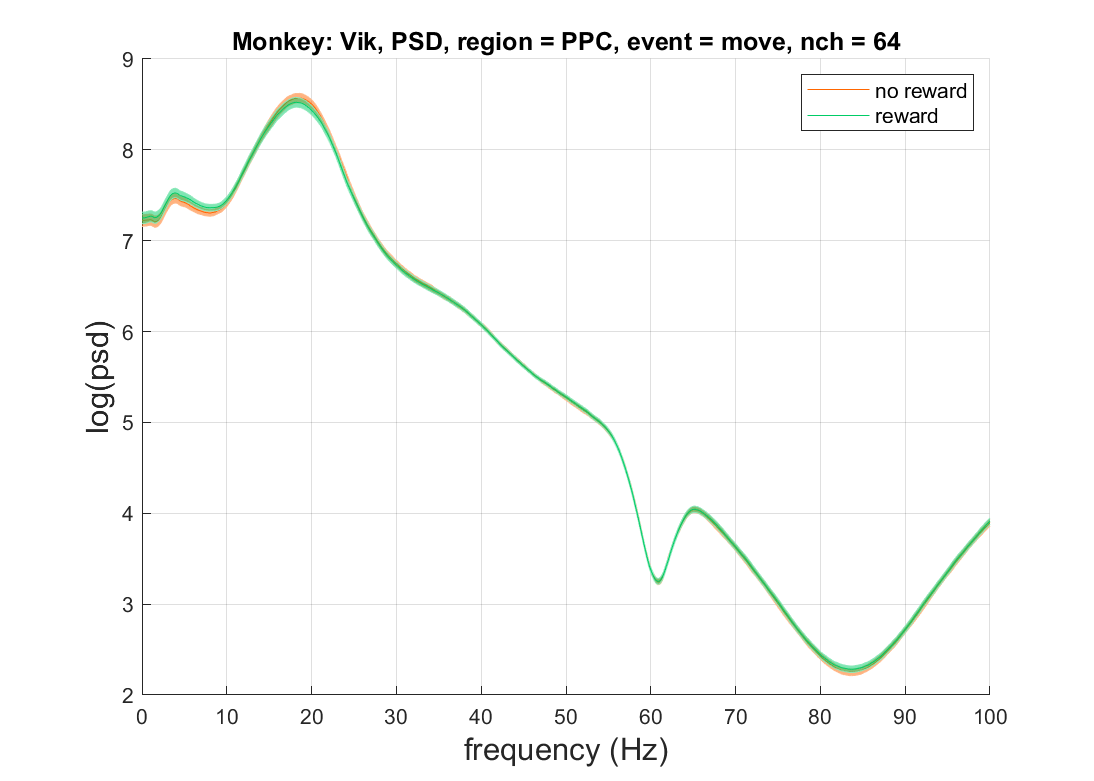 Monkey: Vik, PSD, region = PPC, event = move, nch = 64
no reward
reward
9
8
7
6
5
4
3
2
log(psd)
0 10 20 30 40 50 60 70 80 90 100
frequency (Hz)